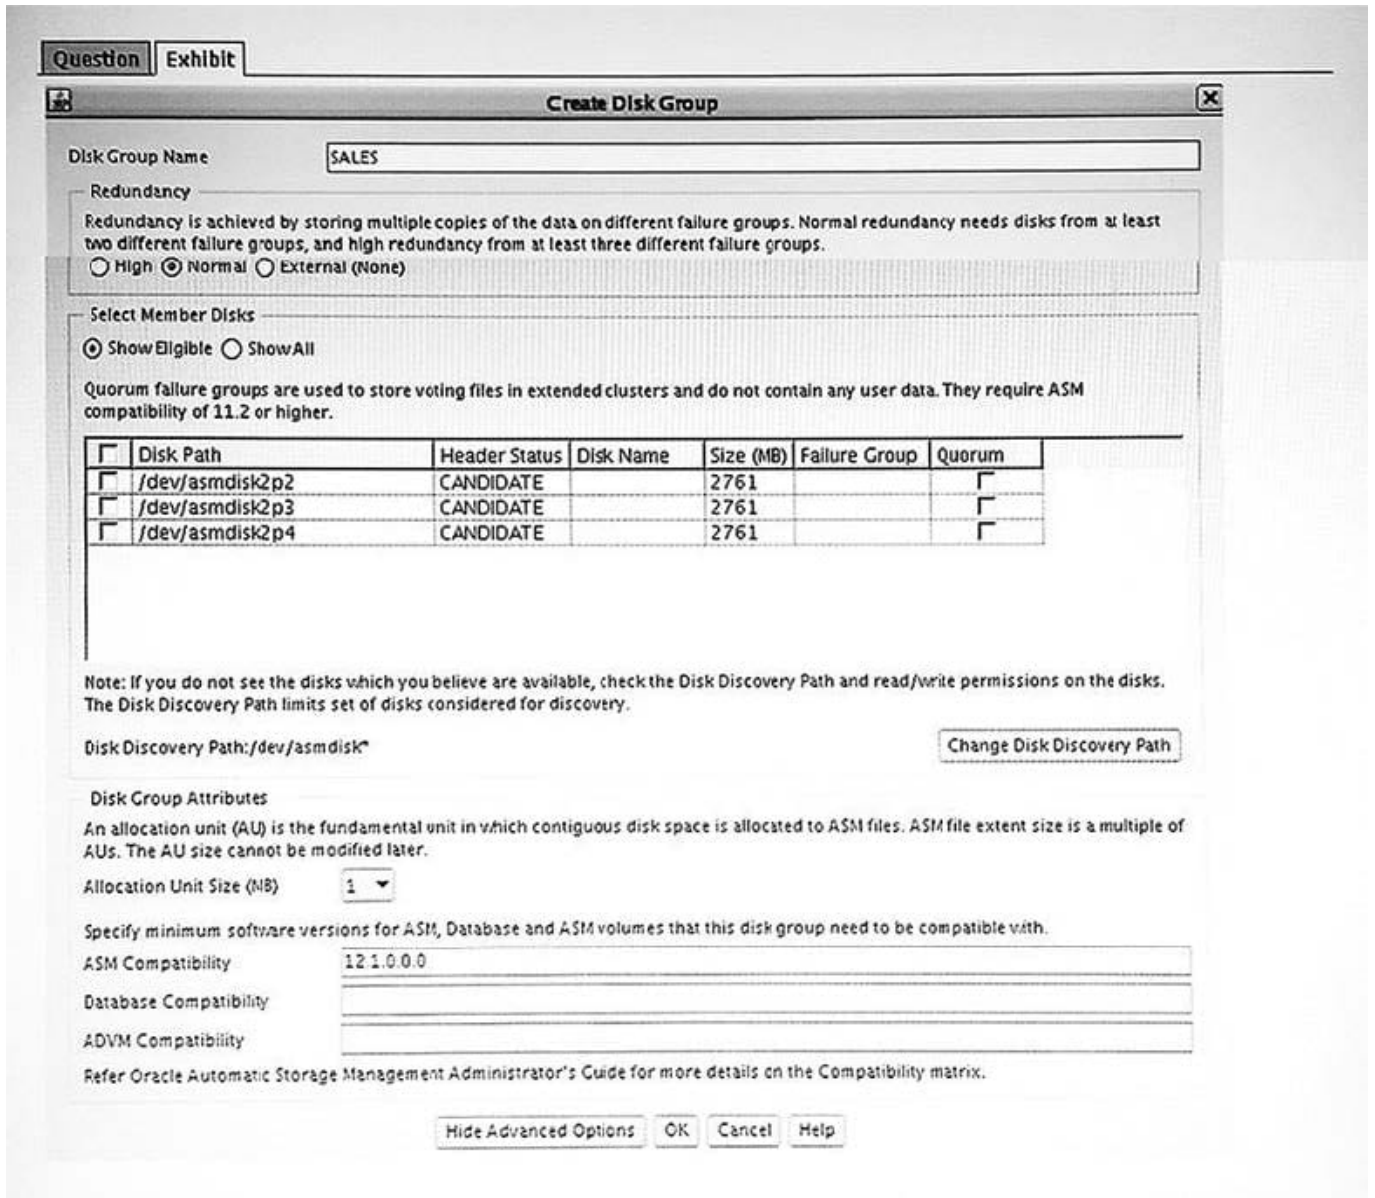 Question Exhibit
Create Disk Group
Disk Group Name SALES
Redundancy
Redundancy is achieved by storing multiple copies of the data on different failure groups. Normal redundancy needs disks from at least
two different failure groups, and high redundancy from at least three different failure groups.
High Normal External (None)
Select Member Disks
Show Eligible Show All
Quorum failure groups are used to store voting files in extended clusters and do not contain any user data. They require ASM
compatibility of 11.2 or higher.
Disk Path Header Status Disk Name Size (MB) Failure Group Quorum
/dev/asmdisk2p2 CANDIDATE 2761
/dev/asmdisk2p3 CANDIDATE 2761
/dev/asmdisk2p4 CANDIDATE 2761
Note: If you do not see the disks which you believe are available, check the Disk Discovery Path and read/write permissions on the disks.
The Disk Discovery Path limits set of disks considered for discovery.
Disk Discovery Path:/dev/asmdisk* Change Disk Discovery Path
Disk Group Attributes
An allocation unit (AU) is the fundamental unit in which contiguous disk space is allocated to ASM files. ASM file extent size is a multiple of
AUs. The AU size cannot be modified later.
Allocation Unit Size (MB) 1
Specify minimum software versions for ASM, Database and ASM volumes that this disk group need to be compatible with.
ASM Compatibility 12.1.0.0.0
Database Compatibility
ADVM Compatibility
Refer Oracle Automatic Storage Management Administrator's Guide for more details on the Compatibility matrix.
Hide Advanced Options OK Cancel Help